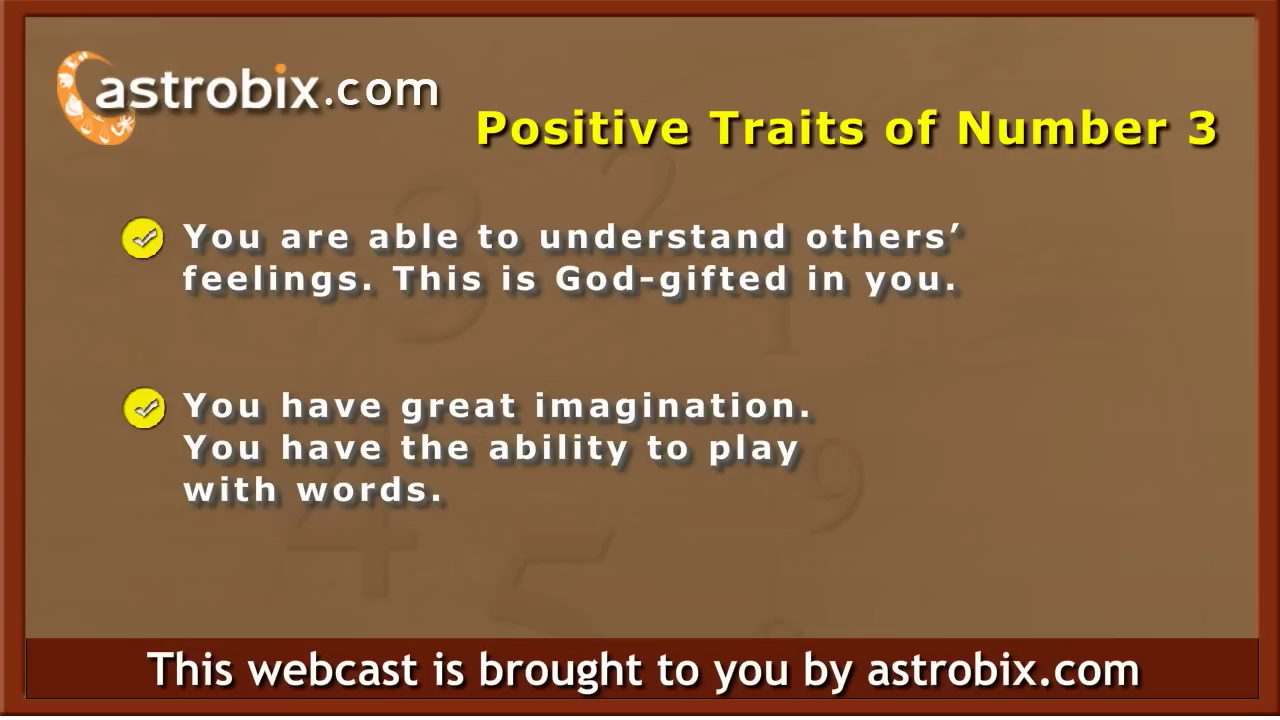 astrobix.com
Positive Traits of Number 3
You are able to understand others’
feelings. This is God-gifted in you.
You have great imagination.
You have the ability to play
with words.
This webcast is brought to you by astrobix.com